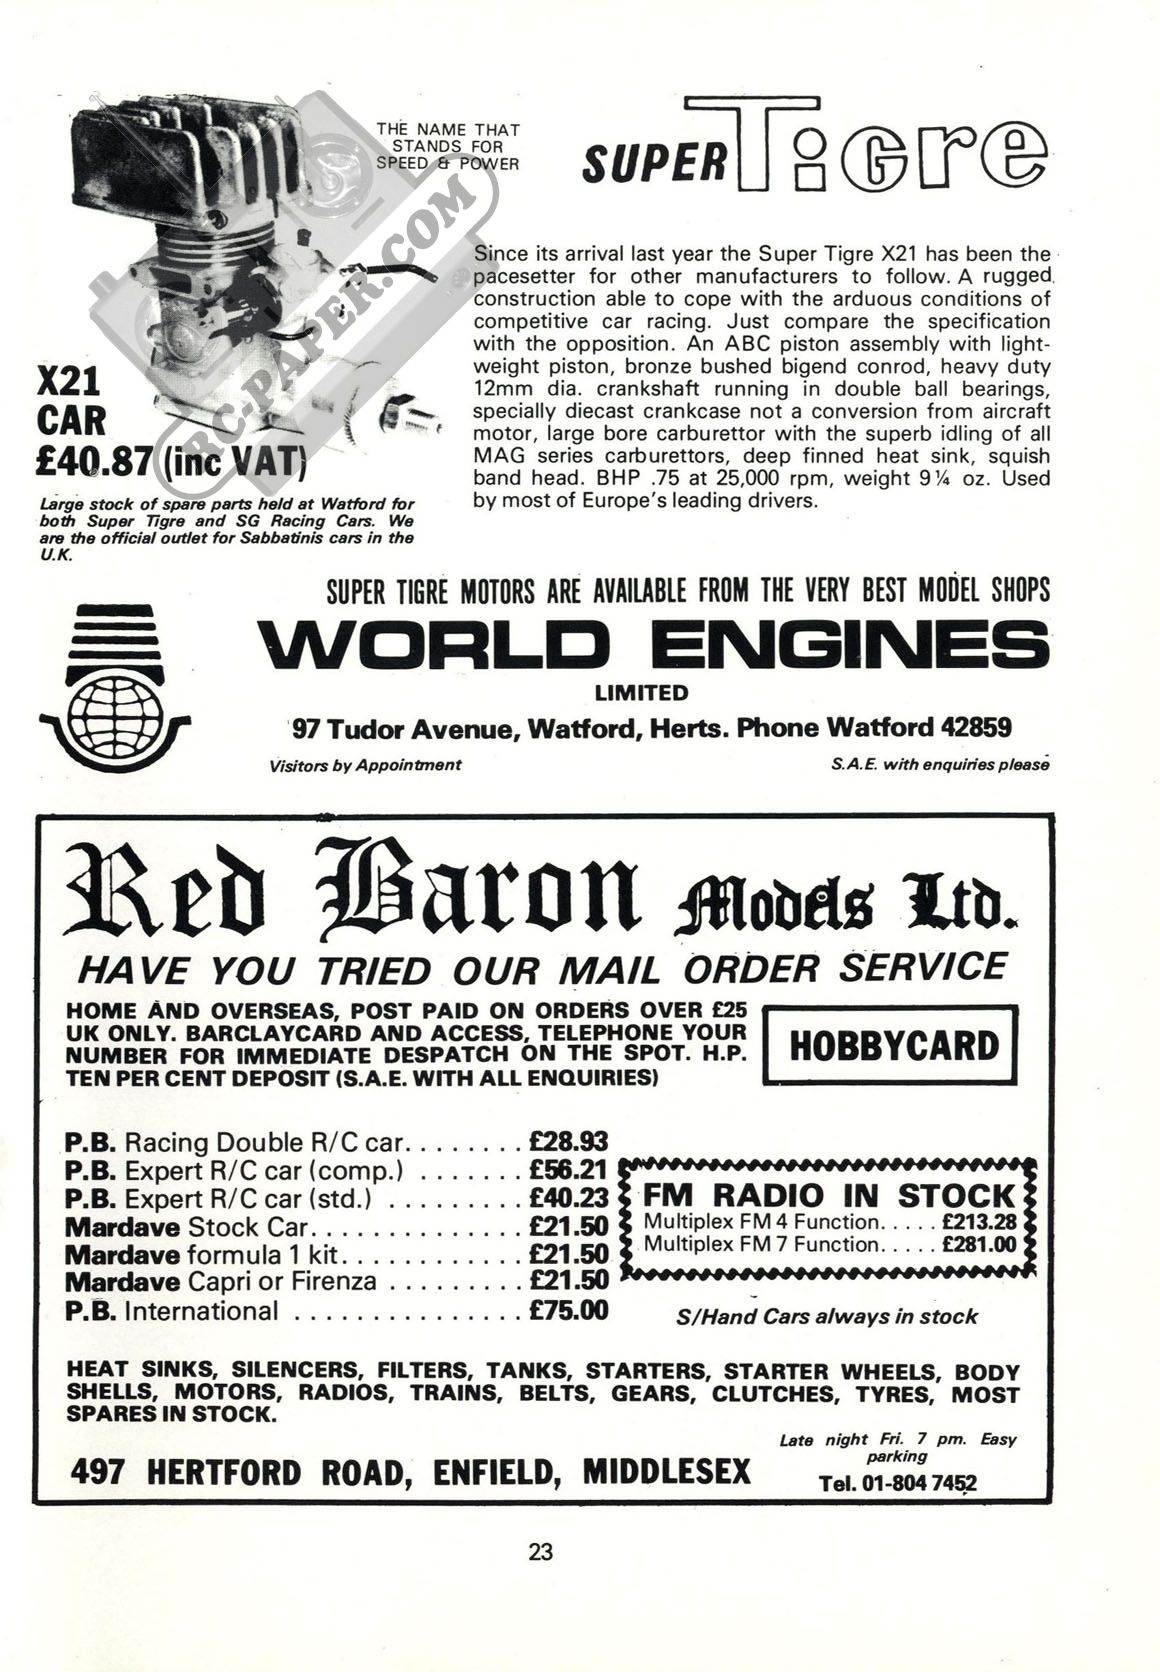 THE NAME THAT
STANDS FOR
SPEED & POWER
SUPER TIGRE
RC-PAPER.COM
Since its arrival last year the Super Tigre X21 has been the
pacesetter for other manufacturers to follow. A rugged
construction able to cope with the arduous conditions of
competitive car racing. Just compare the specification
with the opposition. An ABC piston assembly with light-
weight piston, bronze bushed bigend conrod, heavy duty
12mm dia. crankshaft running in double ball bearings,
specially diecast crankcase not a conversion from aircraft
motor, large bore carburettor with the superb idling of all
MAG series carburettors, deep finned heat sink, squish
band head. BHP .75 at 25,000 rpm, weight 9¼ oz. Used
by most of Europe's leading drivers.
X21
CAR
£40.87 (inc VAT)
Large stock of spare parts held at Watford for
both Super Tigre and SG Racing Cars. We
are the official outlet for Sabbatinis cars in the
U.K.
SUPER TIGRE MOTORS ARE AVAILABLE FROM THE VERY BEST MODEL SHOPS
WORLD ENGINES
LIMITED
97 Tudor Avenue, Watford, Herts. Phone Watford 42859
Visitors by Appointment
S.A.E. with enquiries please
Red Baron Models Ltd.
HAVE YOU TRIED OUR MAIL ORDER SERVICE
HOME AND OVERSEAS, POST PAID ON ORDERS OVER £25
UK ONLY. BARCLAYCARD AND ACCESS, TELEPHONE YOUR
NUMBER FOR IMMEDIATE DESPATCH ON THE SPOT. H.P.
TEN PER CENT DEPOSIT (S.A.E. WITH ALL ENQUIRIES)
HOBBYCARD
P.B. Racing Double R/C car. . . . . . . . £28.93
P.B. Expert R/C car (comp.) . . . . . . . £56.21
P.B. Expert R/C car (std.) . . . . . . . . . £40.23
Mardave Stock Car. . . . . . . . . . . . . . £21.50
Mardave formula 1 kit. . . . . . . . . . . . £21.50
Mardave Capri or Firenza . . . . . . . . . £21.50
P.B. International . . . . . . . . . . . . . . . £75.00
FM RADIO IN STOCK
Multiplex FM 4 Function. . . . . £213.28
Multiplex FM 7 Function. . . . . £281.00
S/Hand Cars always in stock
HEAT SINKS, SILENCERS, FILTERS, TANKS, STARTERS, STARTER WHEELS, BODY
SHELLS, MOTORS, RADIOS, TRAINS, BELTS, GEARS, CLUTCHES, TYRES, MOST
SPARES IN STOCK.
Late night Fri. 7 pm. Easy
parking
497 HERTFORD ROAD, ENFIELD, MIDDLESEX
Tel. 01-804 7452
23